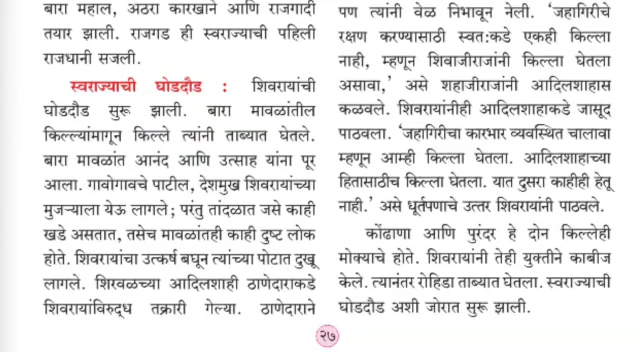 बारा महाल, अठरा कारखाने आणि राजगादी
तयार झाली. राजगड ही स्वराज्याची पहिली
राजधानी सजली.
स्वराज्याची घोडदौड : शिवरायांची
घोडदौड सुरू झाली. बारा मावळांतील
किल्ल्यांमागून किल्ले त्यांनी ताब्यात घेतले.
बारा मावळांत आनंद आणि उत्साह यांना पूर
आला. गावोगावचे पाटील, देशमुख शिवरायांच्या
मुजऱ्याला येऊ लागले; परंतु तांदळात जसे काही
खडे असतात, तसेच मावळांतही काही दुष्ट लोक
होते. शिवरायांचा उत्कर्ष बघून त्यांच्या पोटात दुखू
लागले. शिरवळच्या आदिलशाही ठाणेदाराकडे
शिवरायांविरुद्ध तक्रारी गेल्या. ठाणेदाराने
पण त्यांनी वेळ निभावून नेली. ‘जहागिरीचे
रक्षण करण्यासाठी स्वत:कडे एकही किल्ला
नाही, म्हणून शिवाजीराजांनी किल्ला घेतला
असावा,’ असे शहाजीराजांनी आदिलशाहास
कळवले. शिवरायांनीही आदिलशाहाकडे जासूद
पाठवला. ‘जहागिरीचा कारभार व्यवस्थित चालावा
म्हणून आम्ही किल्ला घेतला. आदिलशाहाच्या
हितासाठीच किल्ला घेतला. यात दुसरा काहीही हेतू
नाही.’ असे धूर्तपणाचे उत्तर शिवरायांनी पाठवले.
कोंढाणा आणि पुरंदर हे दोन किल्लेही
मोक्याचे होते. शिवरायांनी तेही युक्तीने काबीज
केले. त्यानंतर रोहिडा ताब्यात घेतला. स्वराज्याची
घोडदौड अशी जोरात सुरू झाली.
२७